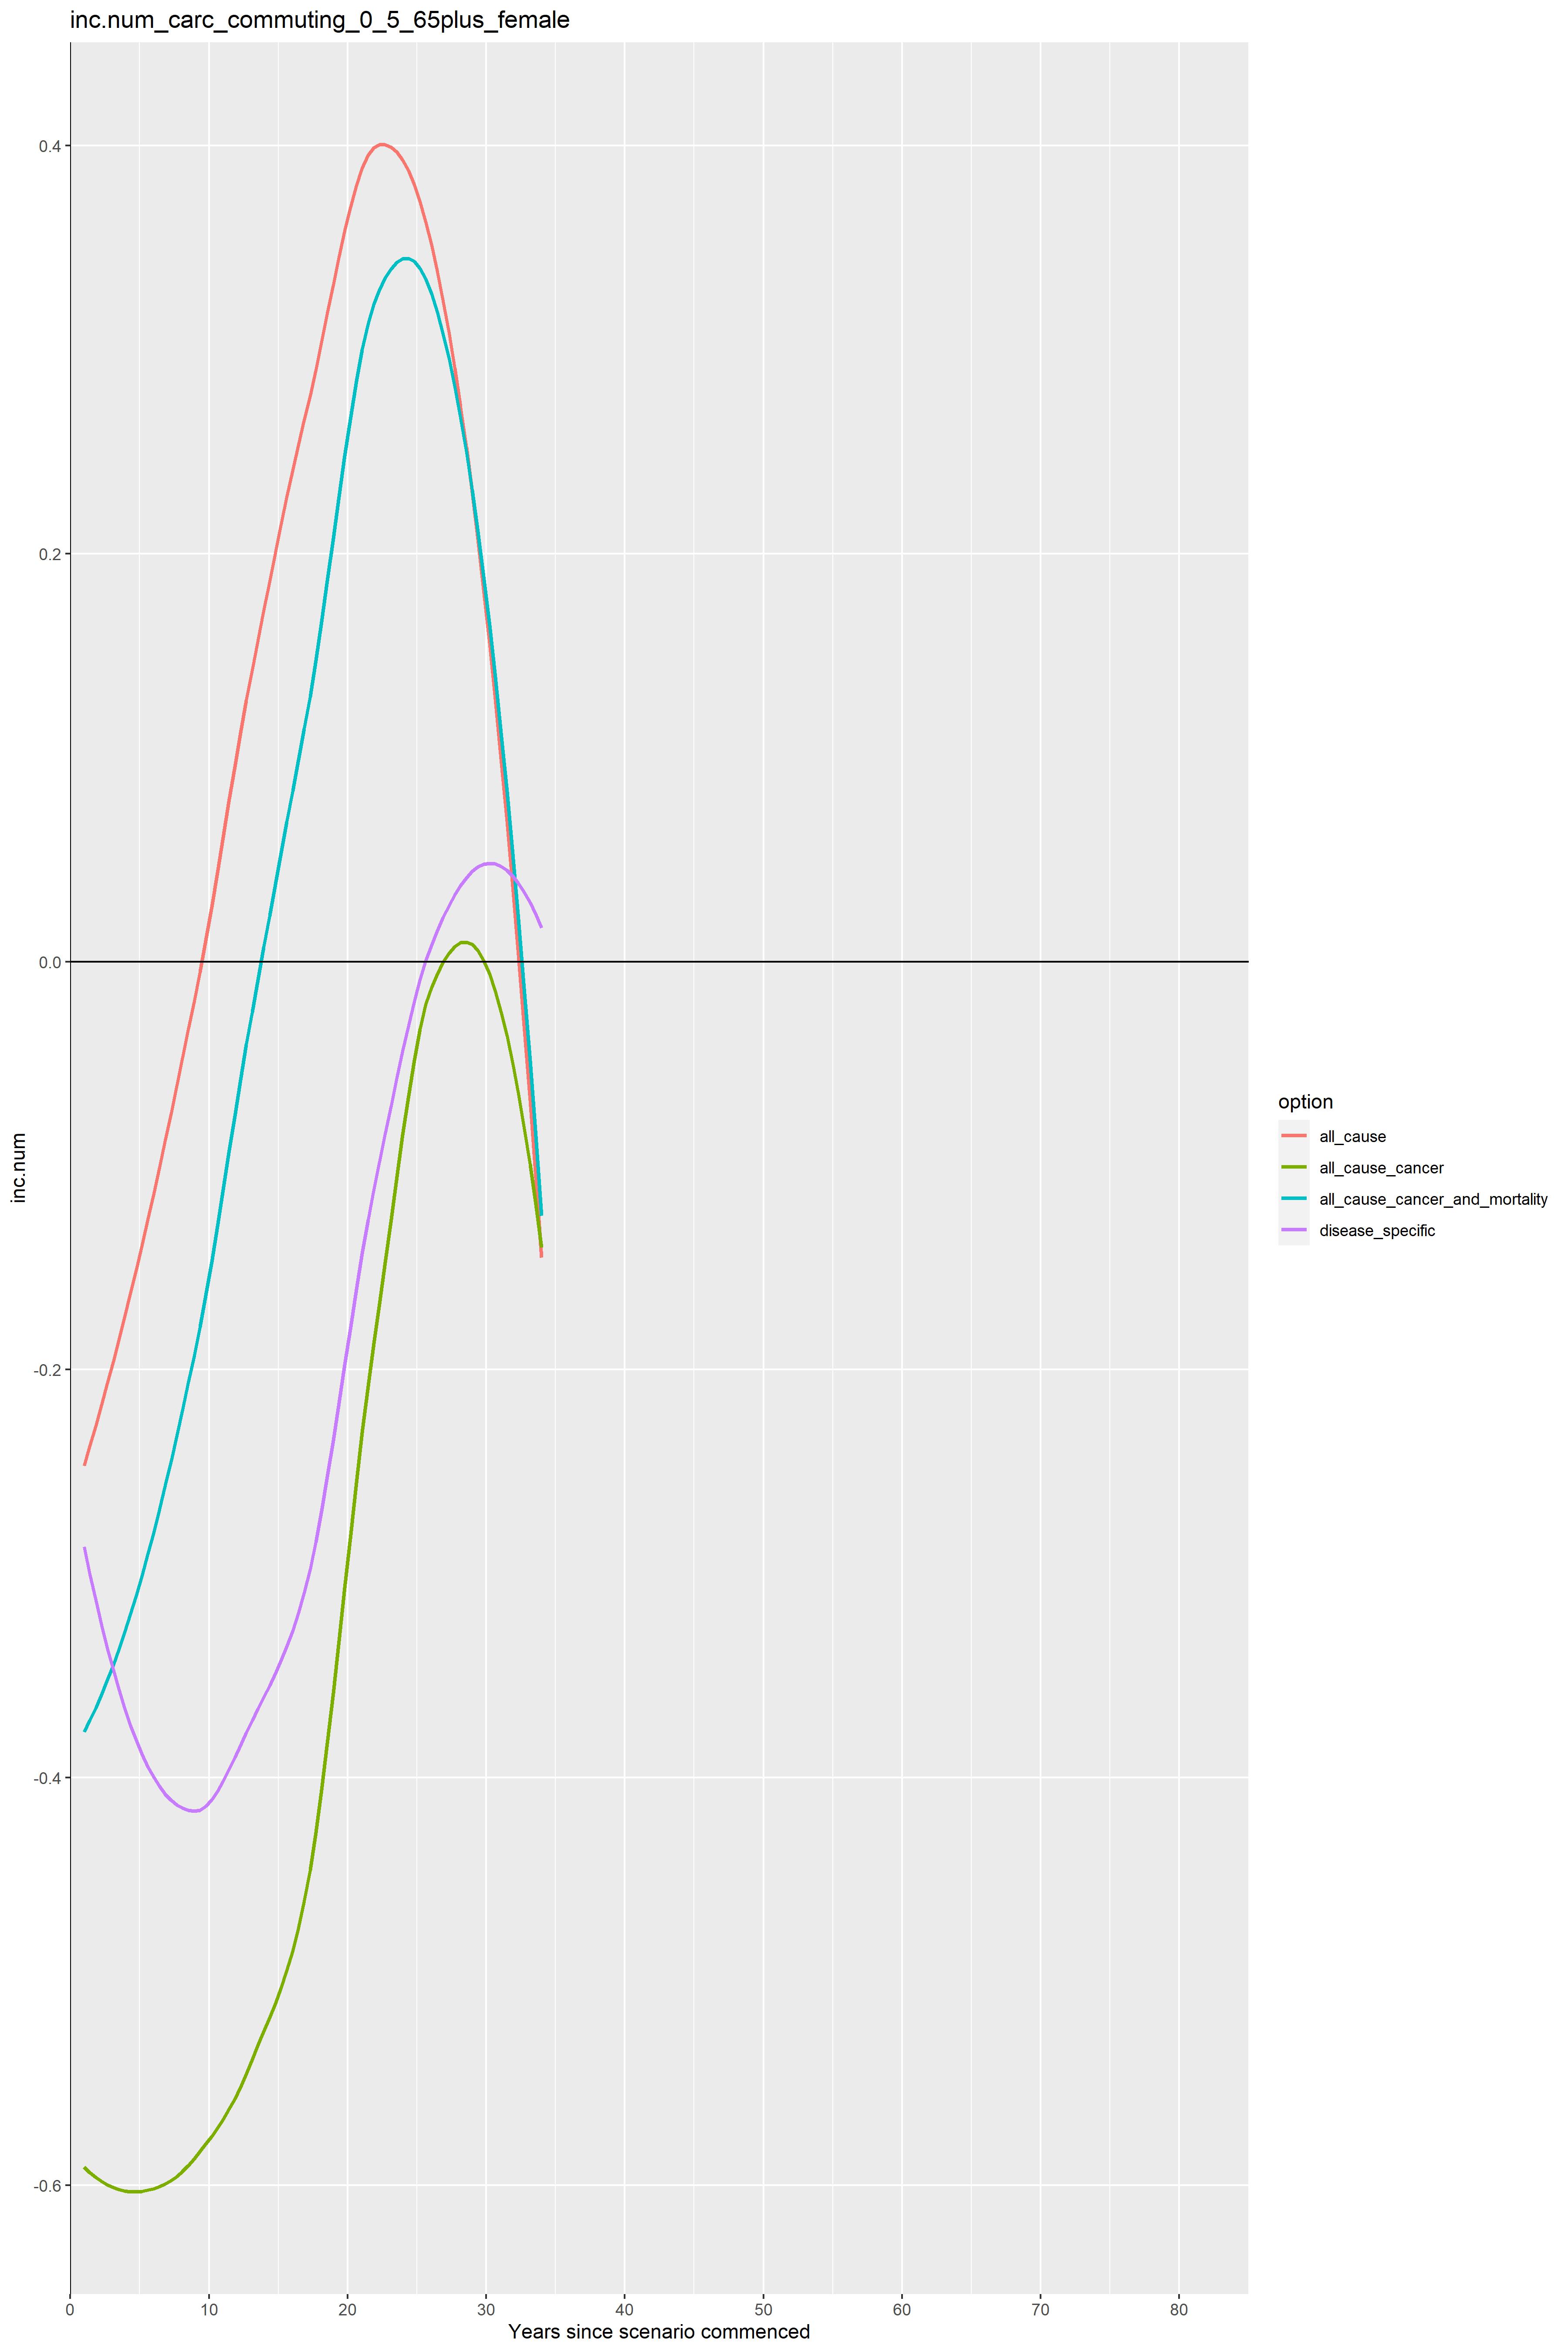 inc.num_carc_commuting_0_5_65plus_female
0.4
0.2
0.0
-0.2
-0.4
-0.6
inc.num
0 10 20 30 40 50 60 70 80
Years since scenario commenced
option
all_cause
all_cause_cancer
all_cause_cancer_and_mortality
disease_specific